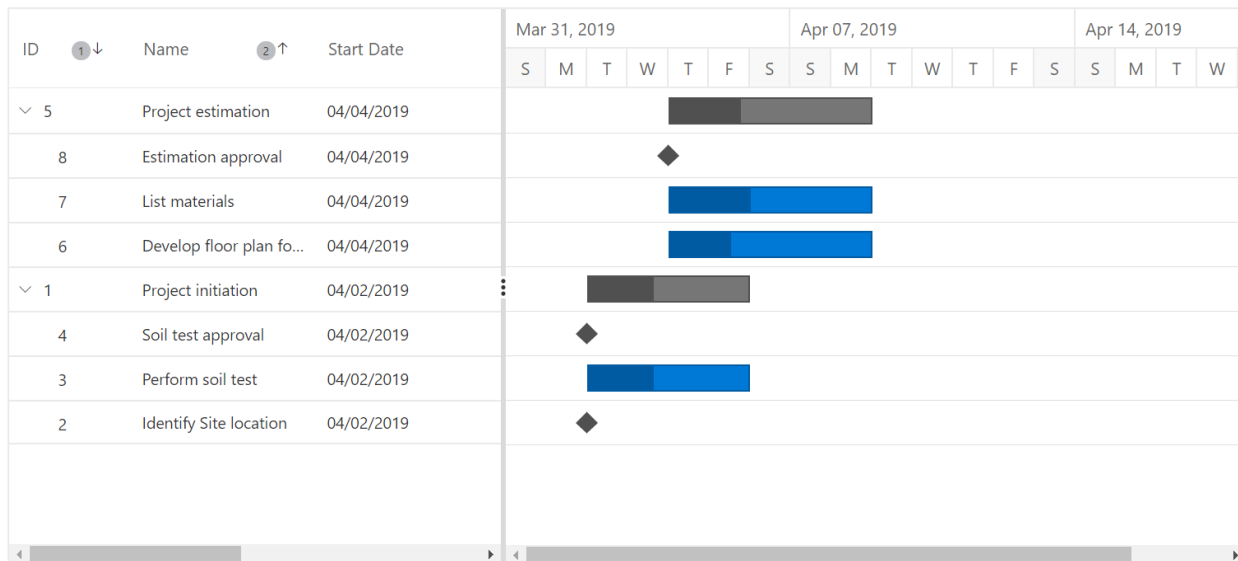 ID 1 Name 2 Start Date
Mar 31, 2019 Apr 07, 2019 Apr 14, 2019
S M T W T F S S M T W T F S S M T W
5 Project estimation 04/04/2019
8 Estimation approval 04/04/2019
7 List materials 04/04/2019
6 Develop floor plan fo... 04/04/2019
1 Project initiation 04/02/2019
4 Soil test approval 04/02/2019
3 Perform soil test 04/02/2019
2 Identify Site location 04/02/2019